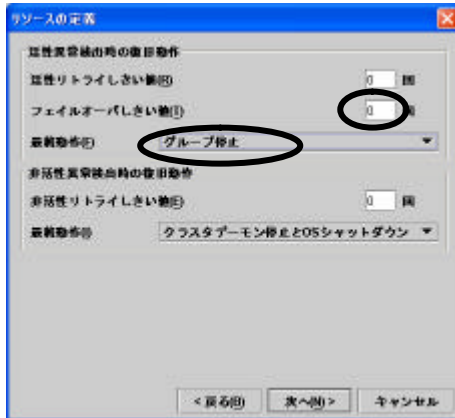 リソースの定義
活性異常検出時の復旧動作
活性リトライしきい値(R) 0 回
フェイルオーバしきい値(T) 0 回
最終動作(F) グループ停止
非活性異常検出時の復旧動作
非活性リトライしきい値(E) 0 回
最終動作(I) クラスタデーモン停止とOSシャットダウン
< 戻る(B) 次へ(N) > キャンセル